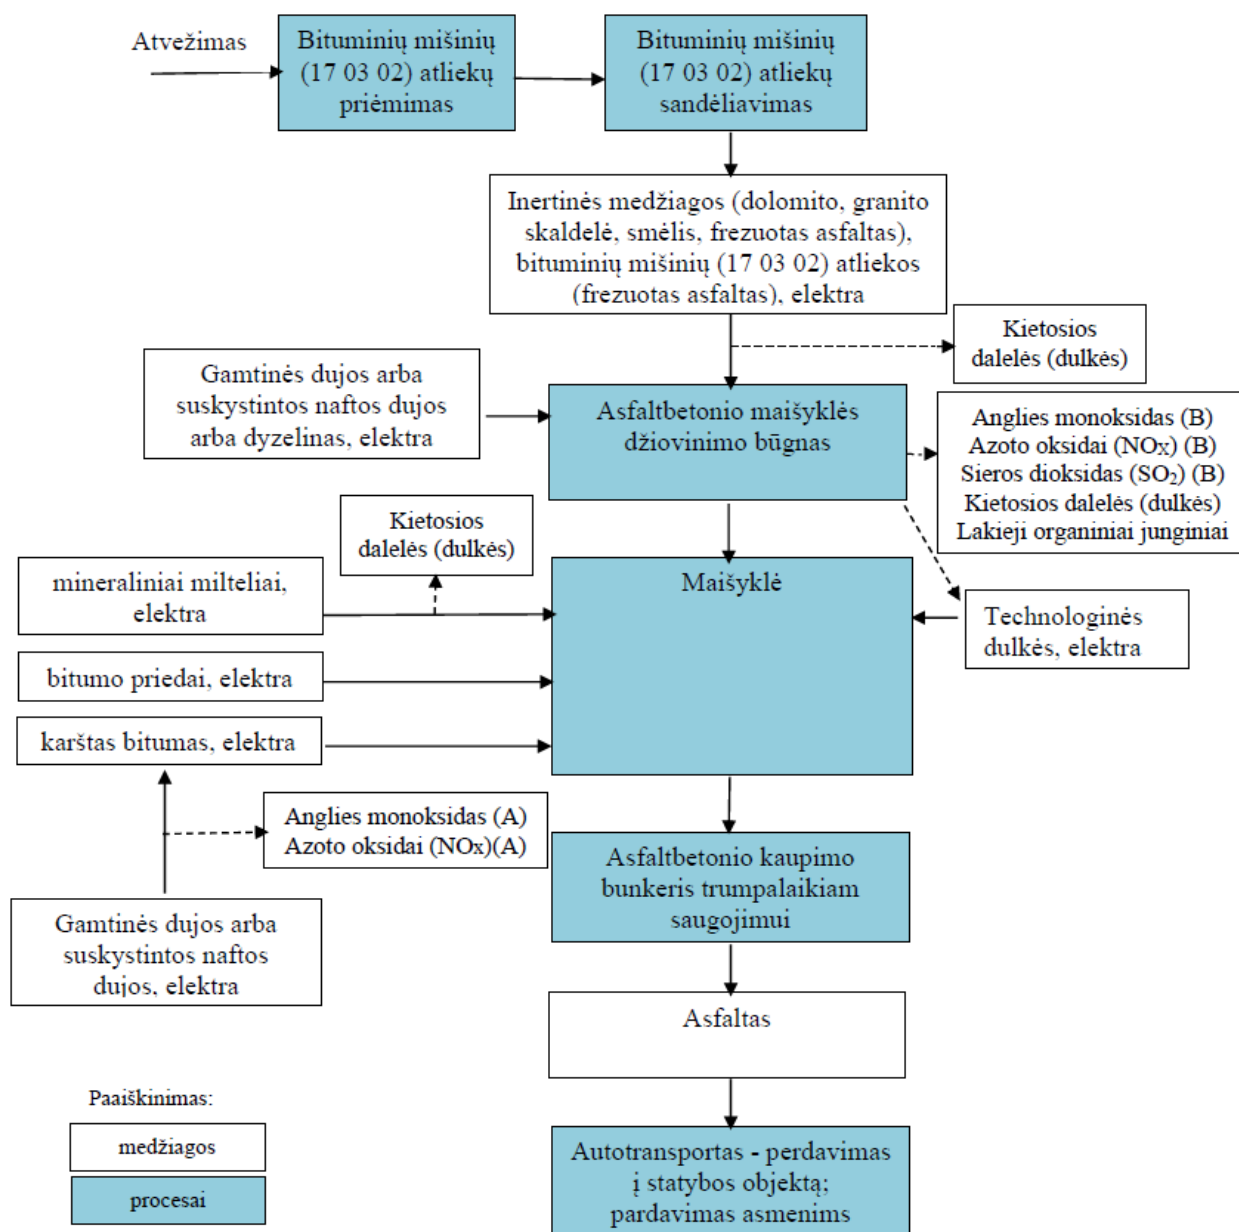 Atvežimas
Bituminių mišinių
(17 03 02) atliekų
priėmimas
Bituminių mišinių
(17 03 02) atliekų
sandėliavimas
Inertinės medžiagos (dolomito, granito
skaldelė, smėlis, frezuotas asfaltas),
bituminių mišinių (17 03 02) atliekos
(frezuotas asfaltas), elektra
Kietosios
dalelės (dulkės)
Gamtinės dujos arba
suskystintos naftos dujos
arba dyzelinas, elektra
Asfaltbetonio maišyklės
džiovinimo būgnas
Anglies monoksidas (B)
Azoto oksidai (NOx) (B)
Sieros dioksidas (SO₂) (B)
Kietosios dalelės (dulkės)
Lakieji organiniai junginiai
Kietosios
dalelės (dulkės)
mineraliniai milteliai,
elektra
Maišyklė
Technologinės
dulkės, elektra
bitumo priedai, elektra
karštas bitumas, elektra
Anglies monoksidas (A)
Azoto oksidai (NOx)(A)
Asfaltbetonio kaupimo
bunkeris trumpalaikiam
saugojimui
Gamtinės dujos arba
suskystintos naftos
dujos, elektra
Asfaltas
Paaiškinimas:
medžiagos
procesai
Autotransportas - perdavimas
į statybos objektą;
pardavimas asmenims